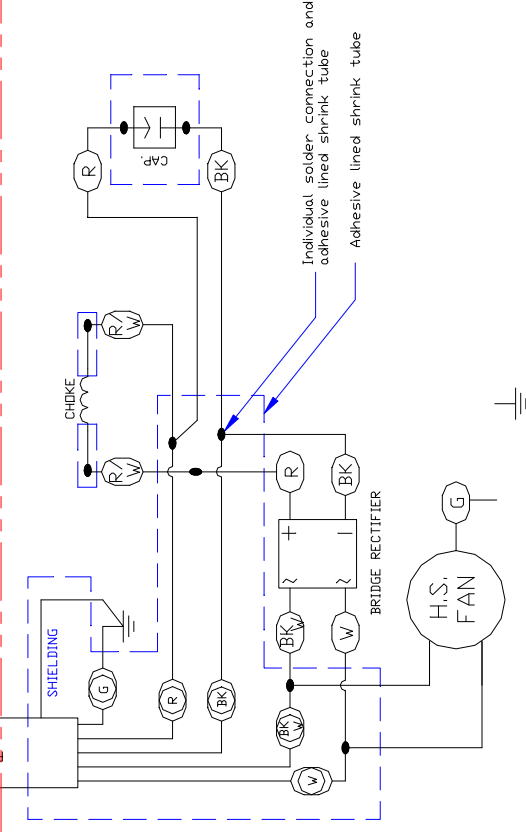 Individual solder connection and
adhesive lined shrink tube
Adhesive lined shrink tube
CAP.
R
BK
R/
W
CHOKE
R/
W
R
BK
+
-
~
~
BRIDGE RECTIFIER
G
H.S.
FAN
BK
W
W
SHIELDING
G
R
BK
BK
W
W